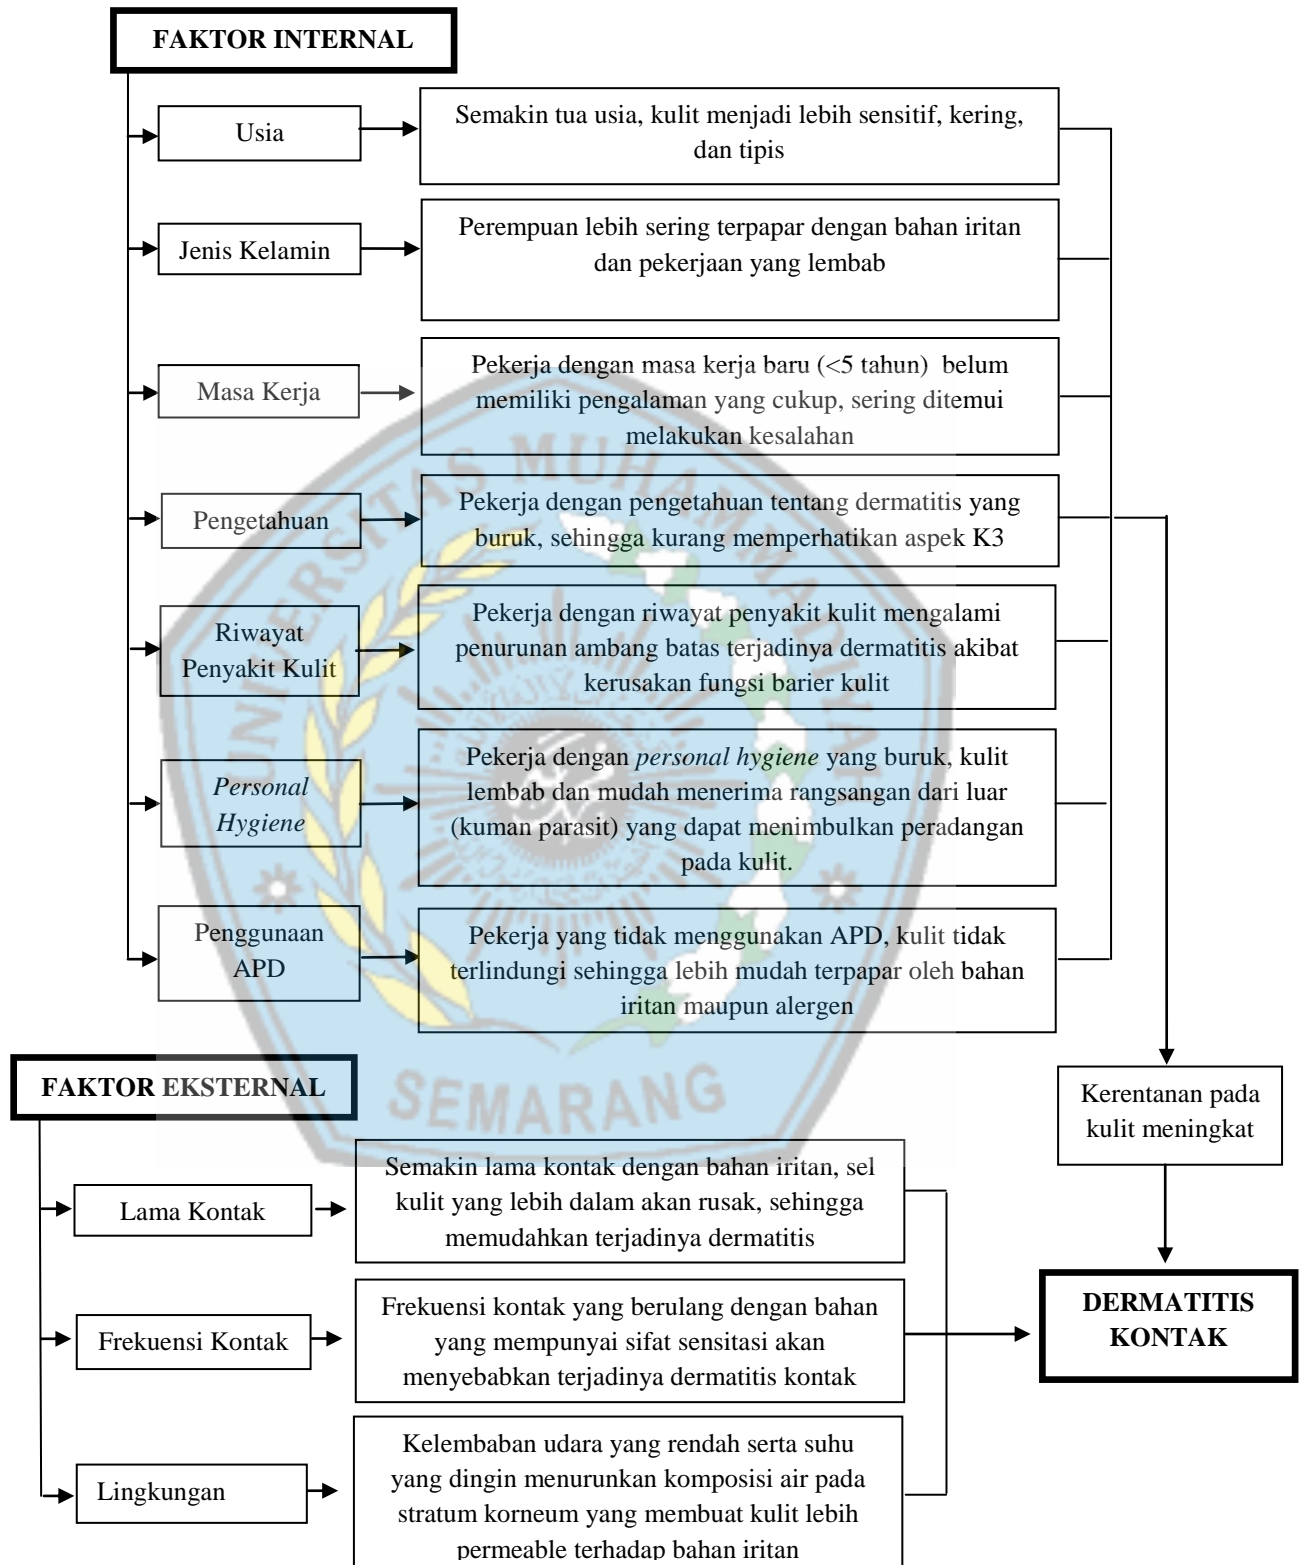 FAKTOR INTERNAL
Usia
Semakin tua usia, kulit menjadi lebih sensitif, kering,
dan tipis
Jenis Kelamin
Perempuan lebih sering terpapar dengan bahan iritan
dan pekerjaan yang lembab
Masa Kerja
Pekerja dengan masa kerja baru (<5 tahun) belum
memiliki pengalaman yang cukup, sering ditemui
melakukan kesalahan
Pengetahuan
Pekerja dengan pengetahuan tentang dermatitis yang
buruk, sehingga kurang memperhatikan aspek K3
Riwayat
Penyakit Kulit
Pekerja dengan riwayat penyakit kulit mengalami
penurunan ambang batas terjadinya dermatitis akibat
kerusakan fungsi barier kulit
Personal
Hygiene
Pekerja dengan personal hygiene yang buruk, kulit
lembab dan mudah menerima rangsangan dari luar
(kuman parasit) yang dapat menimbulkan peradangan
pada kulit.
Penggunaan
APD
Pekerja yang tidak menggunakan APD, kulit tidak
terlindungi sehingga lebih mudah terpapar oleh bahan
iritan maupun alergen
Kerentanan pada
kulit meningkat
FAKTOR EKSTERNAL
Lama Kontak
Semakin lama kontak dengan bahan iritan, sel
kulit yang lebih dalam akan rusak, sehingga
memudahkan terjadinya dermatitis
Frekuensi Kontak
Frekuensi kontak yang berulang dengan bahan
yang mempunyai sifat sensitasi akan
menyebabkan terjadinya dermatitis kontak
Lingkungan
Kelembaban udara yang rendah serta suhu
yang dingin menurunkan komposisi air pada
stratum korneum yang membuat kulit lebih
permeable terhadap bahan iritan
DERMATITIS
KONTAK
UNIVERSITAS MUHAMMADIYAH
SEMARANG